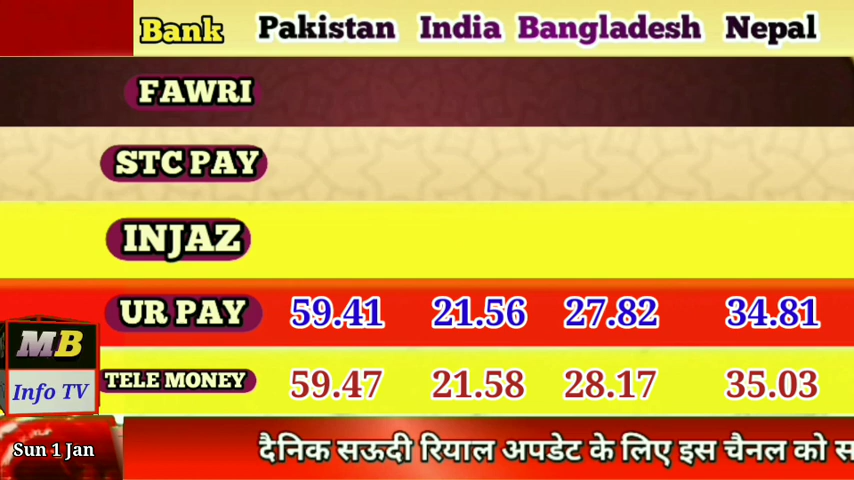 Bank Pakistan India Bangladesh Nepal
FAWRI
STC PAY
INJAZ
UR PAY 59.41 21.56 27.82 34.81
TELE MONEY 59.47 21.58 28.17 35.03
MB
Info TV
Sun 1 Jan
दैनिक सऊदी रियाल अपडेट के लिए इस चैनल को